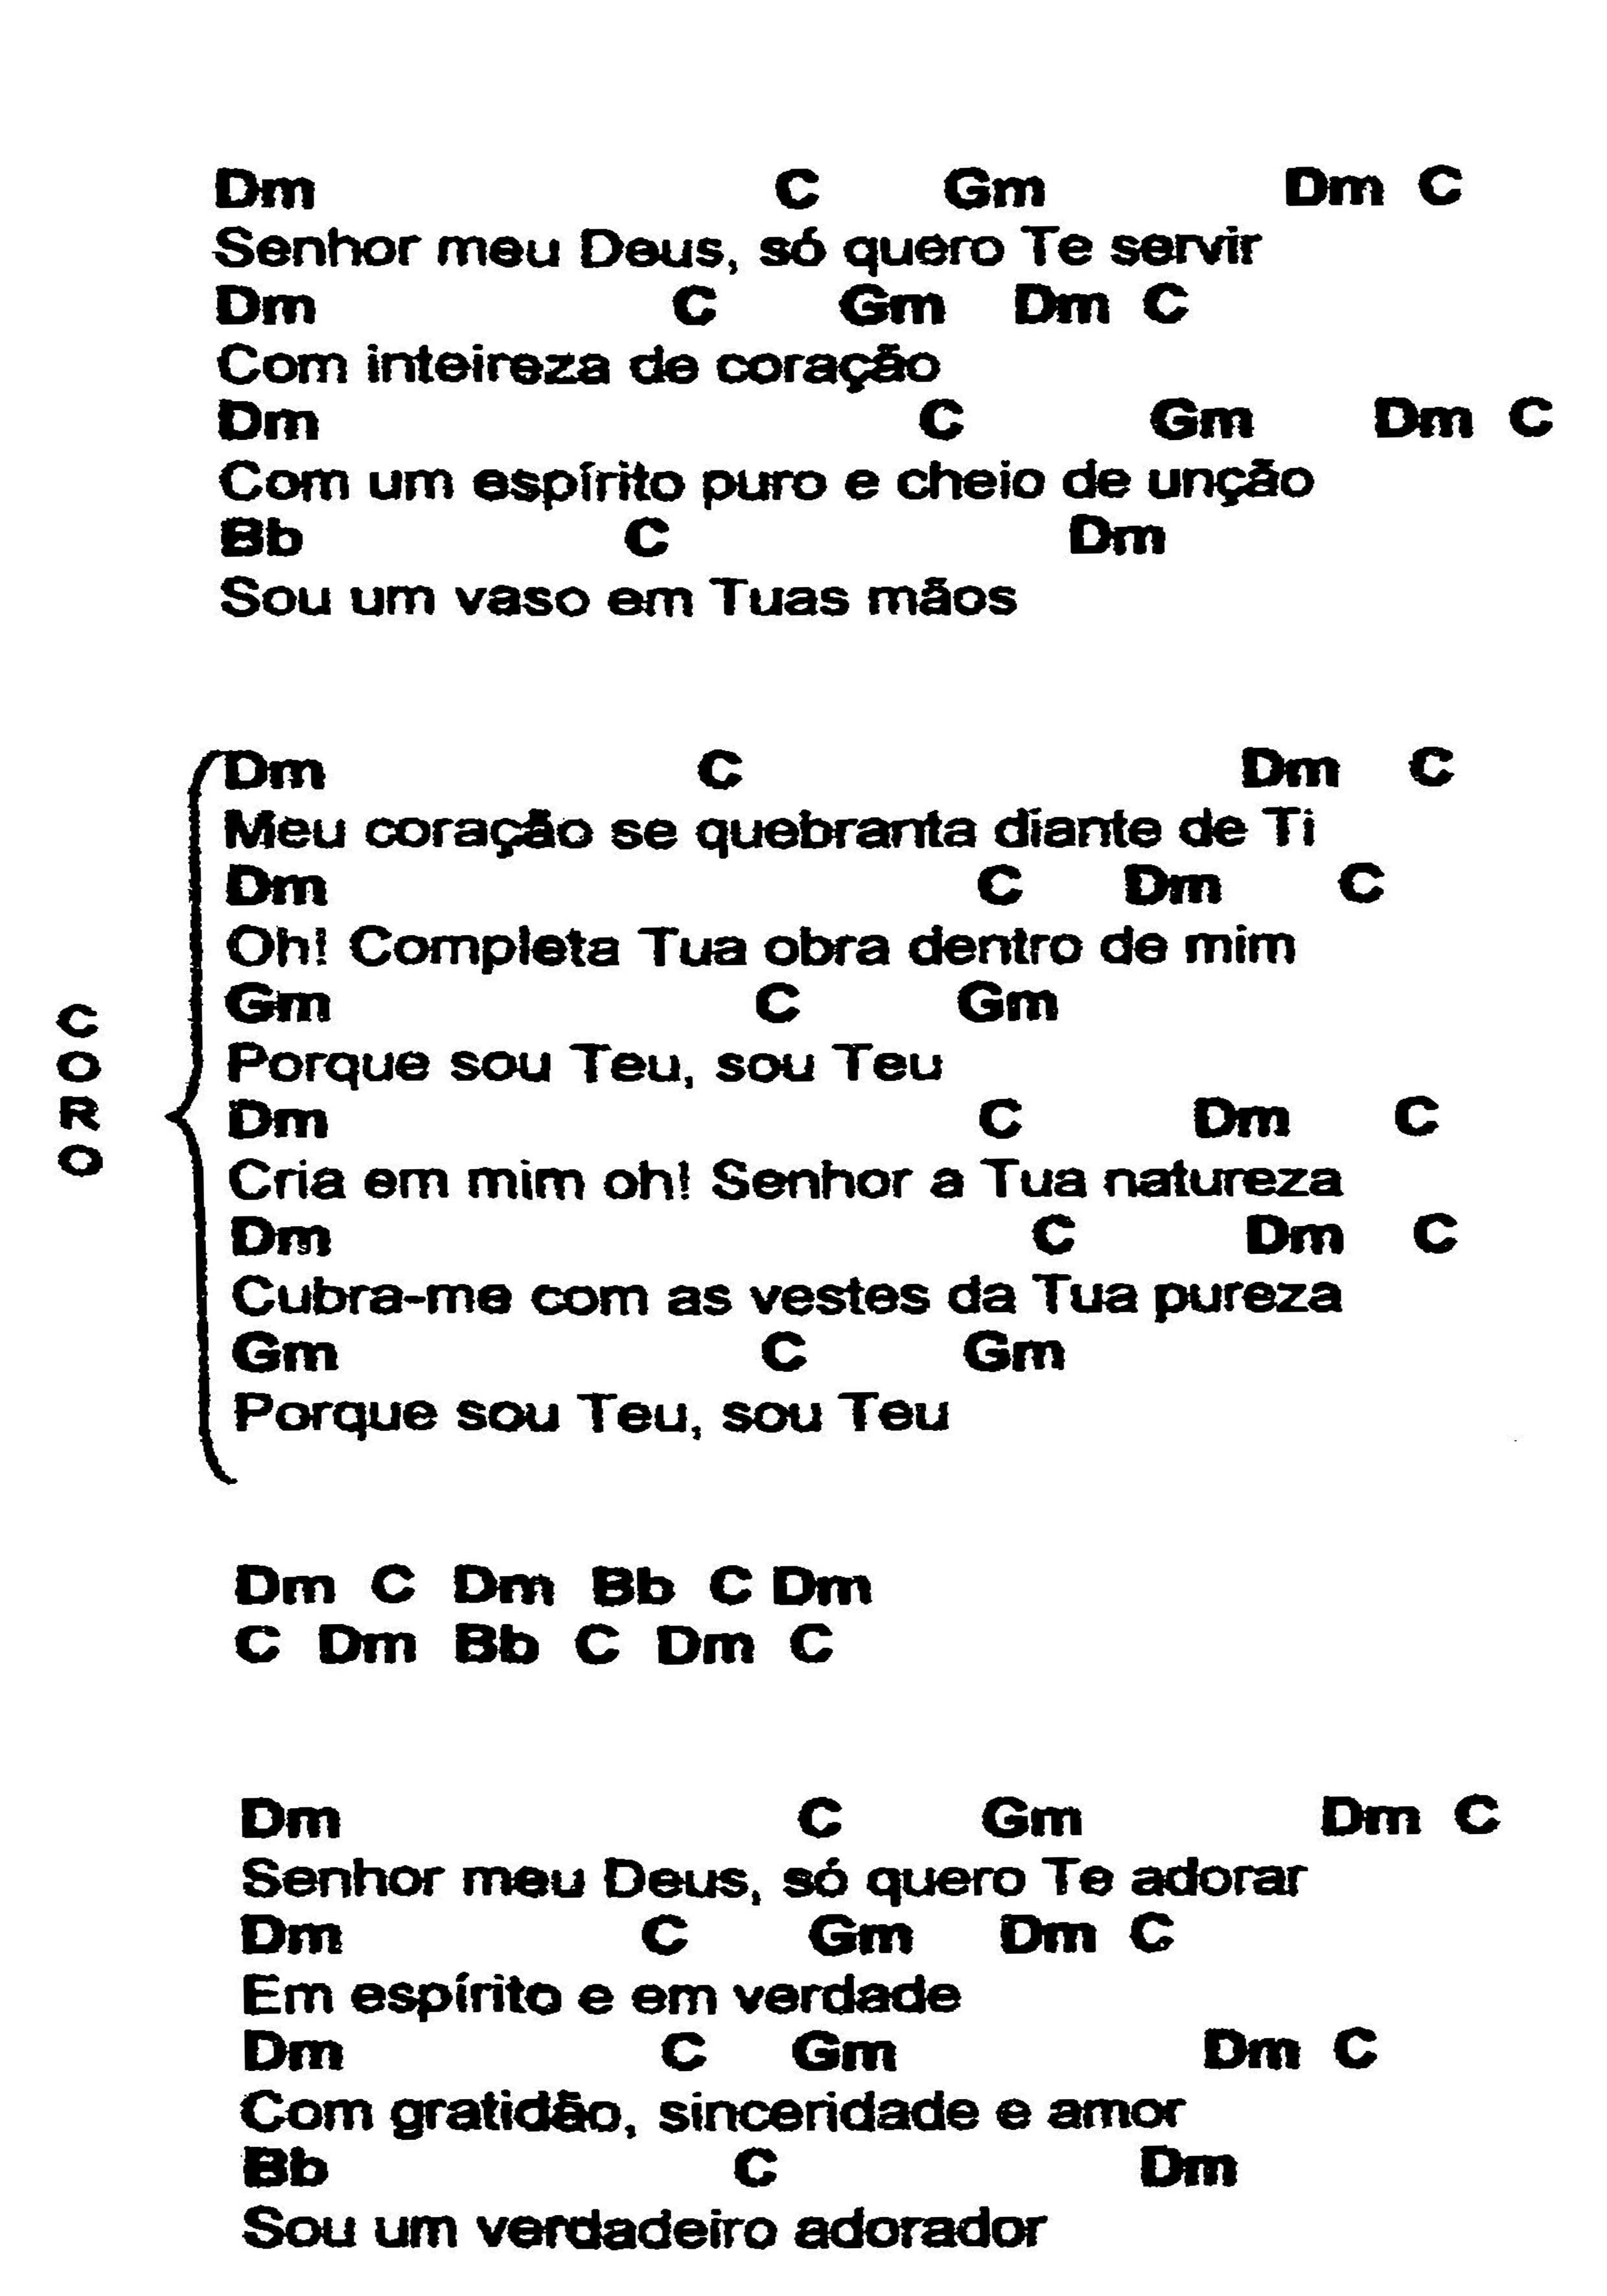 Dm C Gm Dm C
Senhor meu Deus, só quero Te servir
Dm C Gm Dm C
Com inteireza de coração
Dm C Gm Dm C
Com um espírito puro e cheio de unção
Bb C Dm
Sou um vaso em Tuas mãos
CORO
Dm C Dm C
Meu coração se quebranta diante de Ti
Dm C Dm C
Oh! Completa Tua obra dentro de mim
Gm C Gm
Porque sou Teu, sou Teu
Dm C Dm C
Cria em mim oh! Senhor a Tua natureza
Dm C Dm C
Cubra-me com as vestes da Tua pureza
Gm C Gm
Porque sou Teu, sou Teu
Dm C Dm Bb C Dm
C Dm Bb C Dm C
Dm C Gm Dm C
Senhor meu Deus, só quero Te adorar
Dm C Gm Dm C
Em espírito e em verdade
Dm C Gm Dm C
Com gratidão, sinceridade e amor
Bb C Dm
Sou um verdadeiro adorador